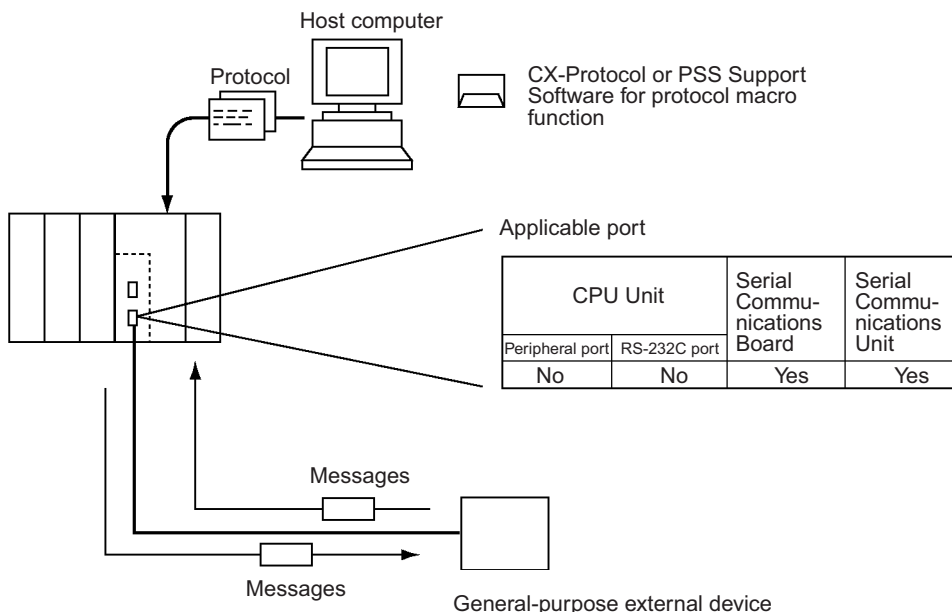 Host computer
Protocol
CX-Protocol or PSS Support
Software for protocol macro
function
Applicable port
CPU Unit
Serial
Commu-
nications
Board
Serial
Commu-
nications
Unit
Peripheral port
RS-232C port
No
No
Yes
Yes
Messages
Messages
General-purpose external device